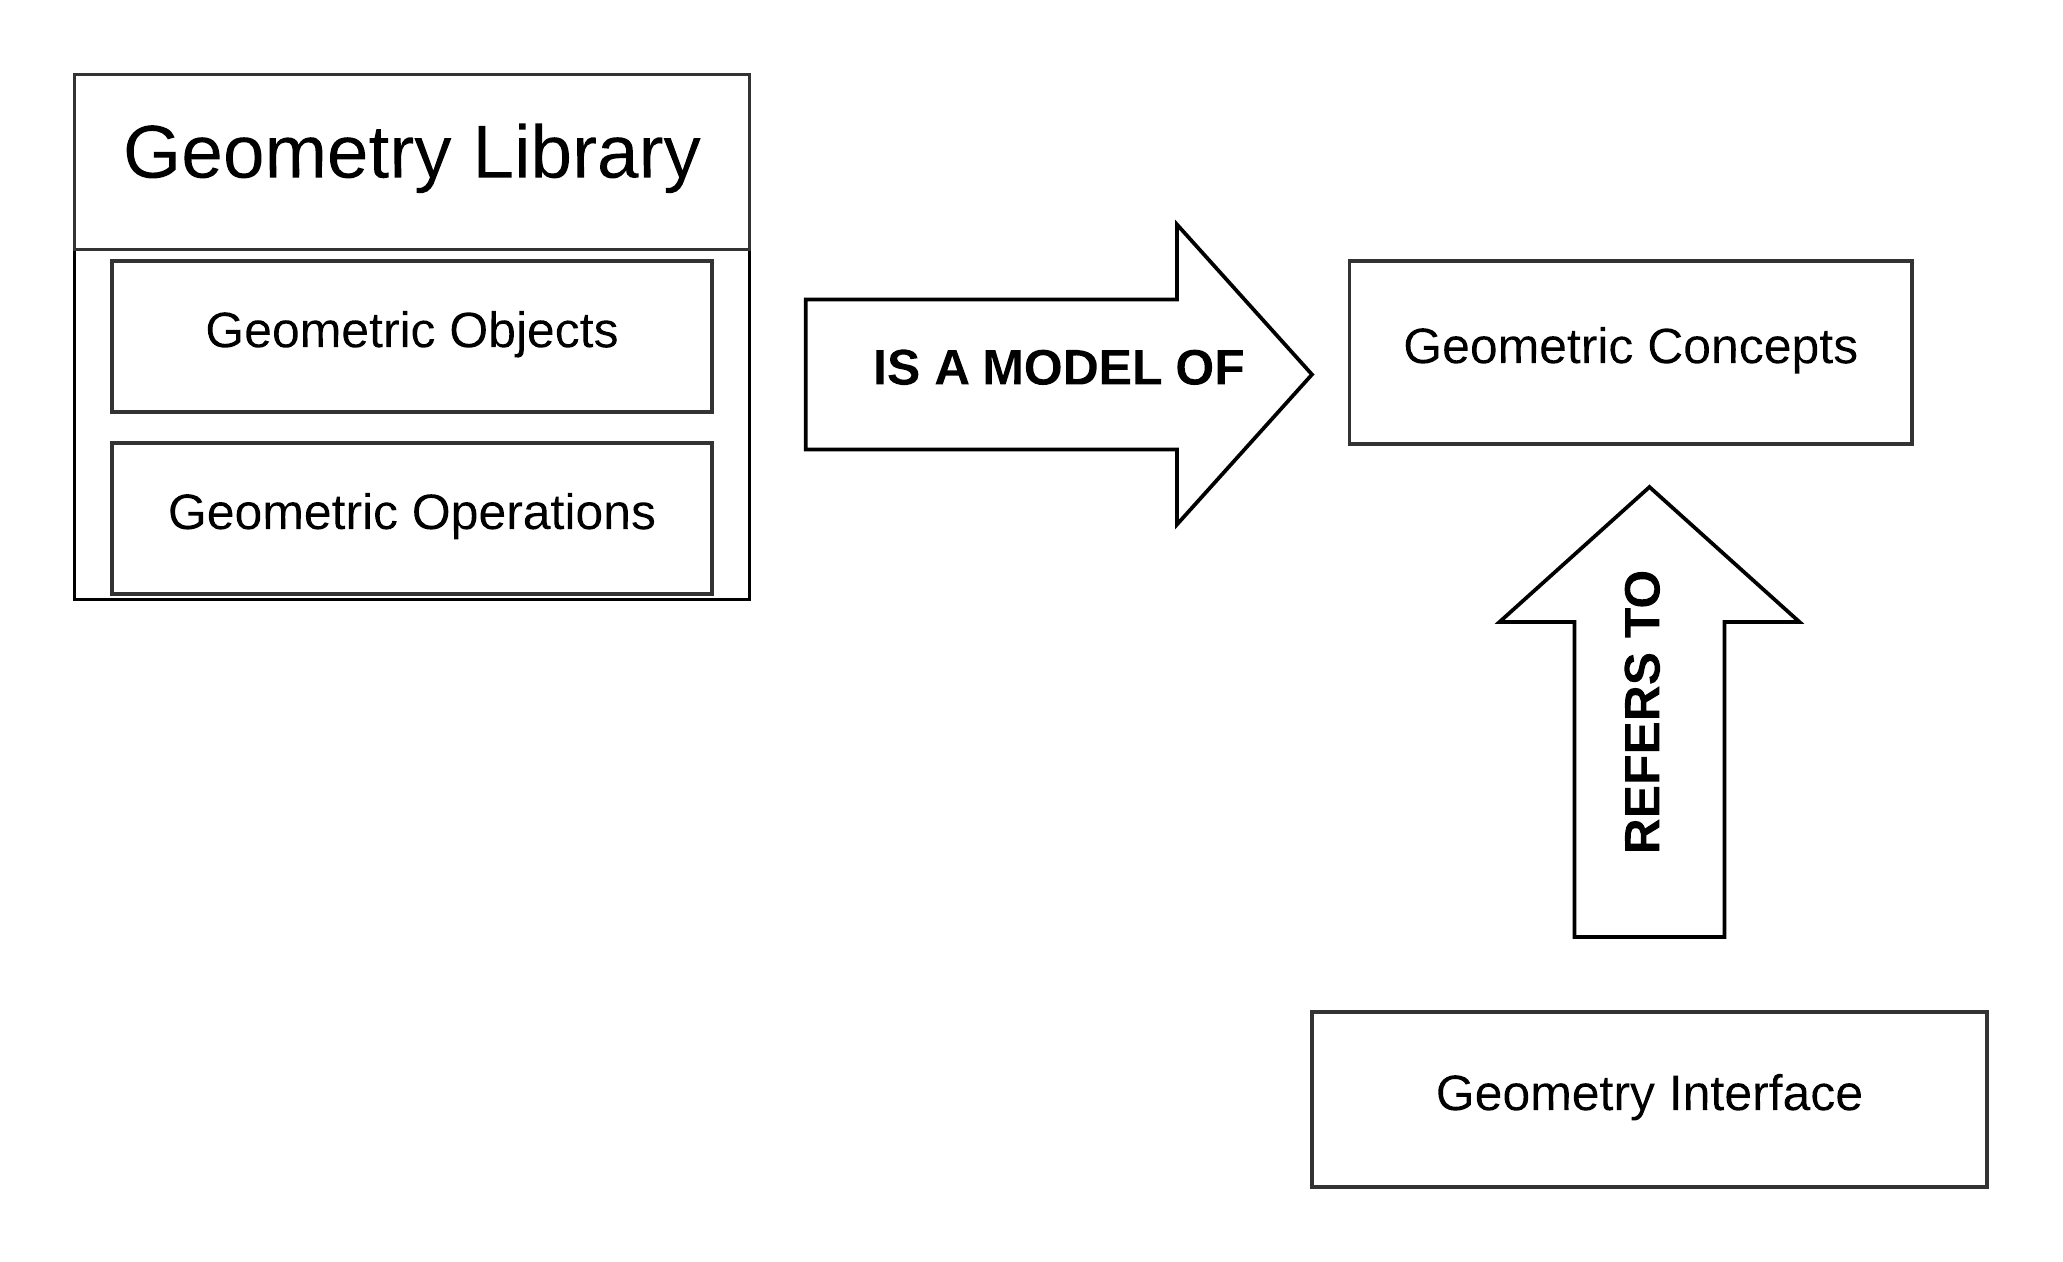 Geometry Library
Geometric Objects
Geometric Operations
IS A MODEL OF
Geometric Concepts
REFERS TO
Geometry Interface